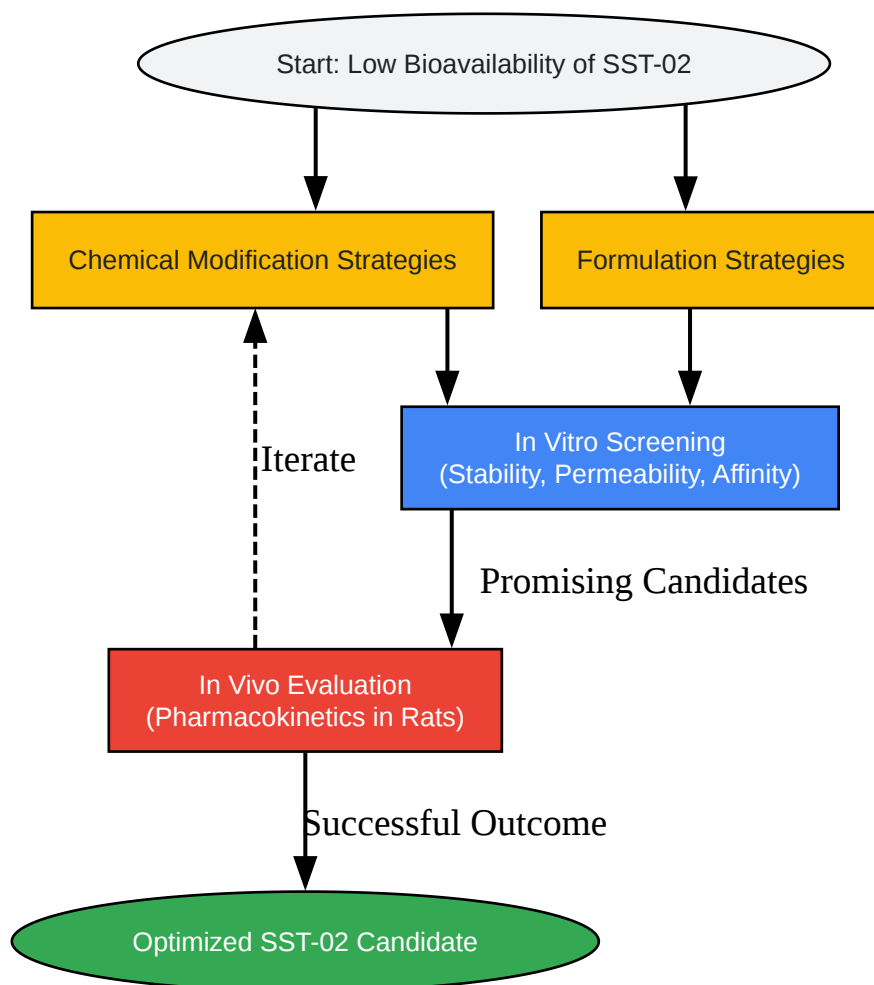 Start: Low Bioavailability of SST-02
Chemical Modification Strategies
Formulation Strategies
In Vitro Screening
(Stability, Permeability, Affinity)
Iterate
Promising Candidates
In Vivo Evaluation
(Pharmacokinetics in Rats)
Successful Outcome
Optimized SST-02 Candidate